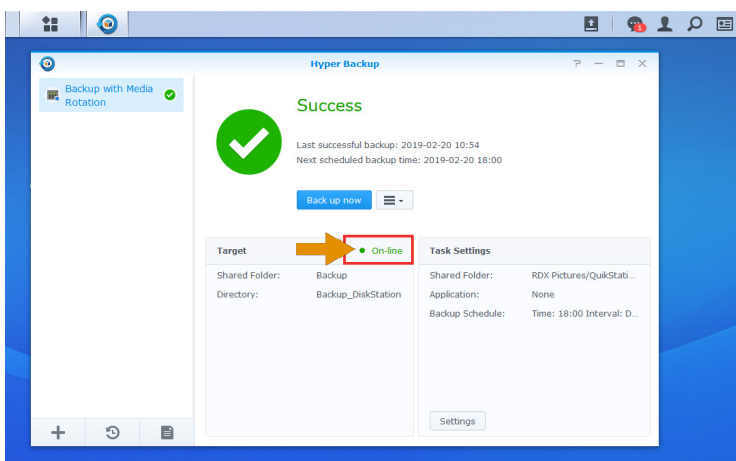 1
Hyper Backup
Backup with Media
Rotation
Success
Last successful backup: 2019-02-20 10:54
Next scheduled backup time: 2019-02-20 18:00
Back up now
Target
On-line
Task Settings
Shared Folder: Backup
Shared Folder: RDX Pictures/QuikStati...
Directory: Backup_DiskStation
Application: None
Backup Schedule: Time: 18:00 Interval: D...
Settings